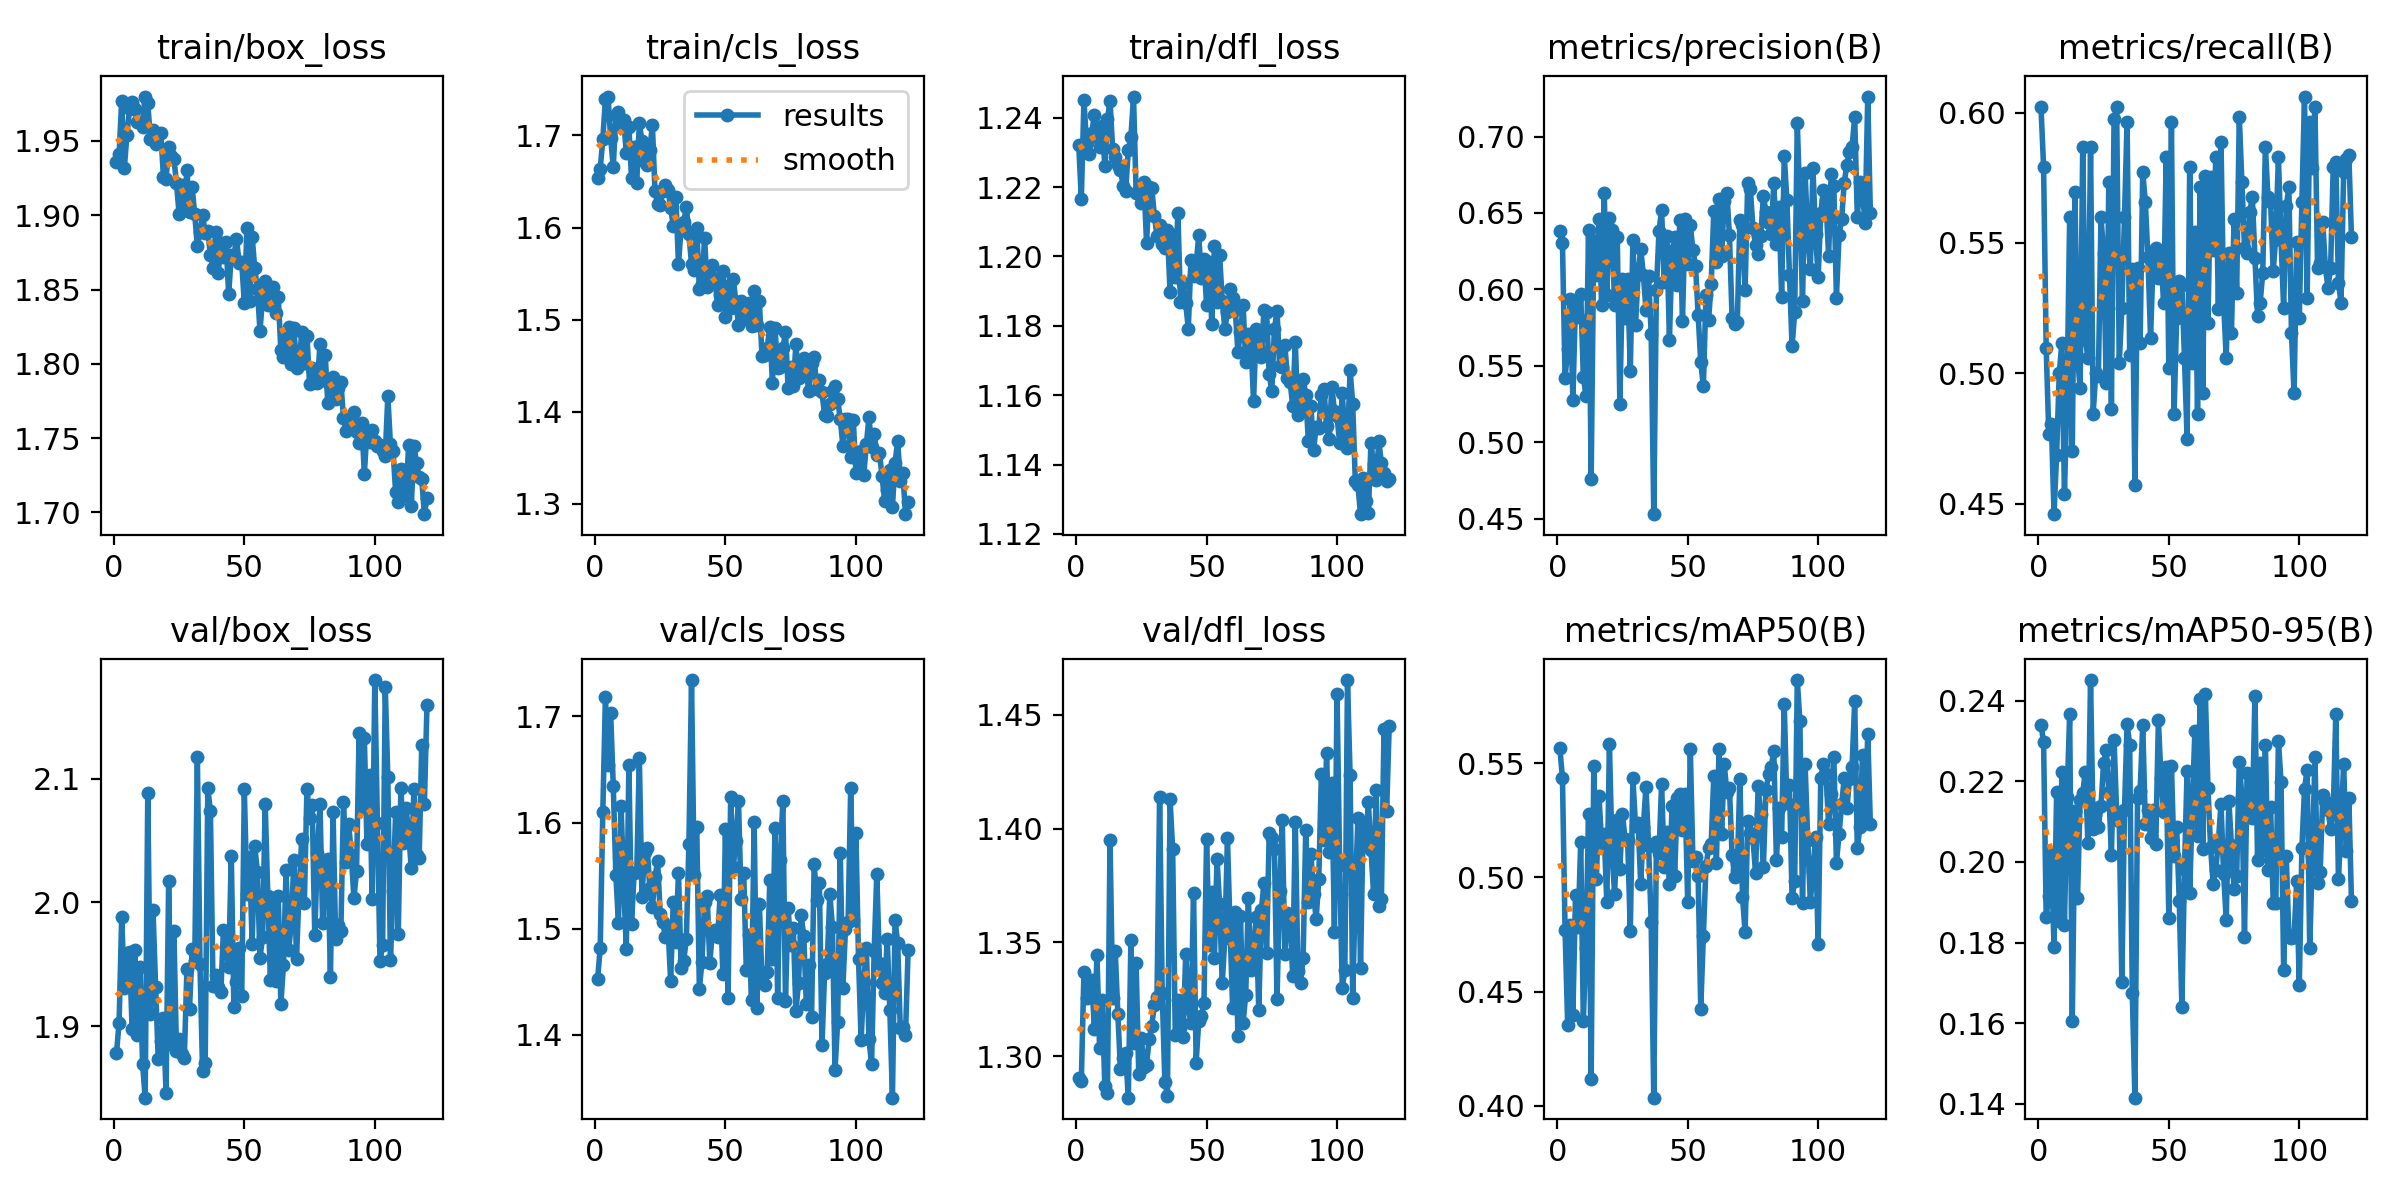 train/box_loss
1.95
1.90
1.85
1.80
1.75
1.70
0 50 100
train/cls_loss
results
smooth
1.7
1.6
1.5
1.4
1.3
0 50 100
train/dfl_loss
1.24
1.22
1.20
1.18
1.16
1.14
1.12
0 50 100
metrics/precision(B)
0.70
0.65
0.60
0.55
0.50
0.45
0 50 100
metrics/recall(B)
0.60
0.55
0.50
0.45
0 50 100
val/box_loss
2.1
2.0
1.9
0 50 100
val/cls_loss
1.7
1.6
1.5
1.4
0 50 100
val/dfl_loss
1.45
1.40
1.35
1.30
0 50 100
metrics/mAP50(B)
0.55
0.50
0.45
0.40
0 50 100
metrics/mAP50-95(B)
0.24
0.22
0.20
0.18
0.16
0.14
0 50 100